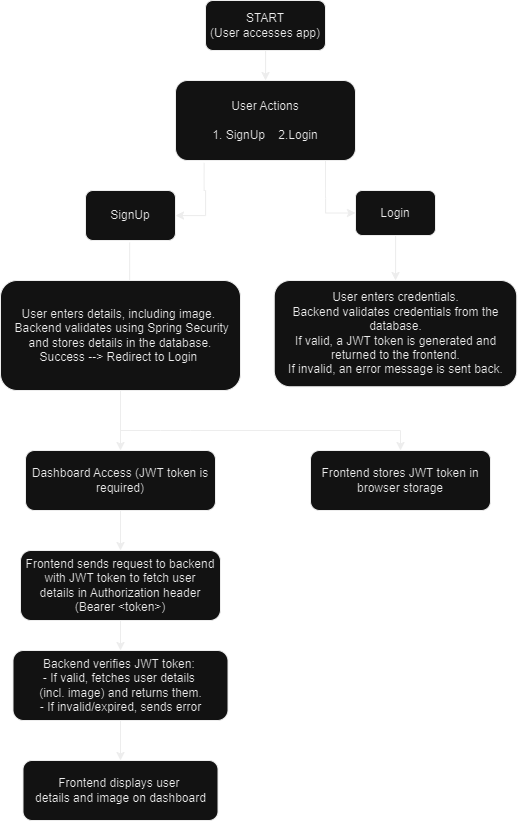 START
(User accesses app)
User Actions
1. SignUp 2.Login
SignUp
Login
User enters details, including image.
Backend validates using Spring Security
and stores details in the database.
Success --> Redirect to Login
User enters credentials.
Backend validates credentials from the
database.
If valid, a JWT token is generated and
returned to the frontend.
If invalid, an error message is sent back.
Dashboard Access (JWT token is
required)
Frontend stores JWT token in
browser storage
Frontend sends request to backend
with JWT token to fetch user
details in Authorization header
(Bearer <token>)
Backend verifies JWT token:
- If valid, fetches user details
(incl. image) and returns them.
- If invalid/expired, sends error
Frontend displays user
details and image on dashboard